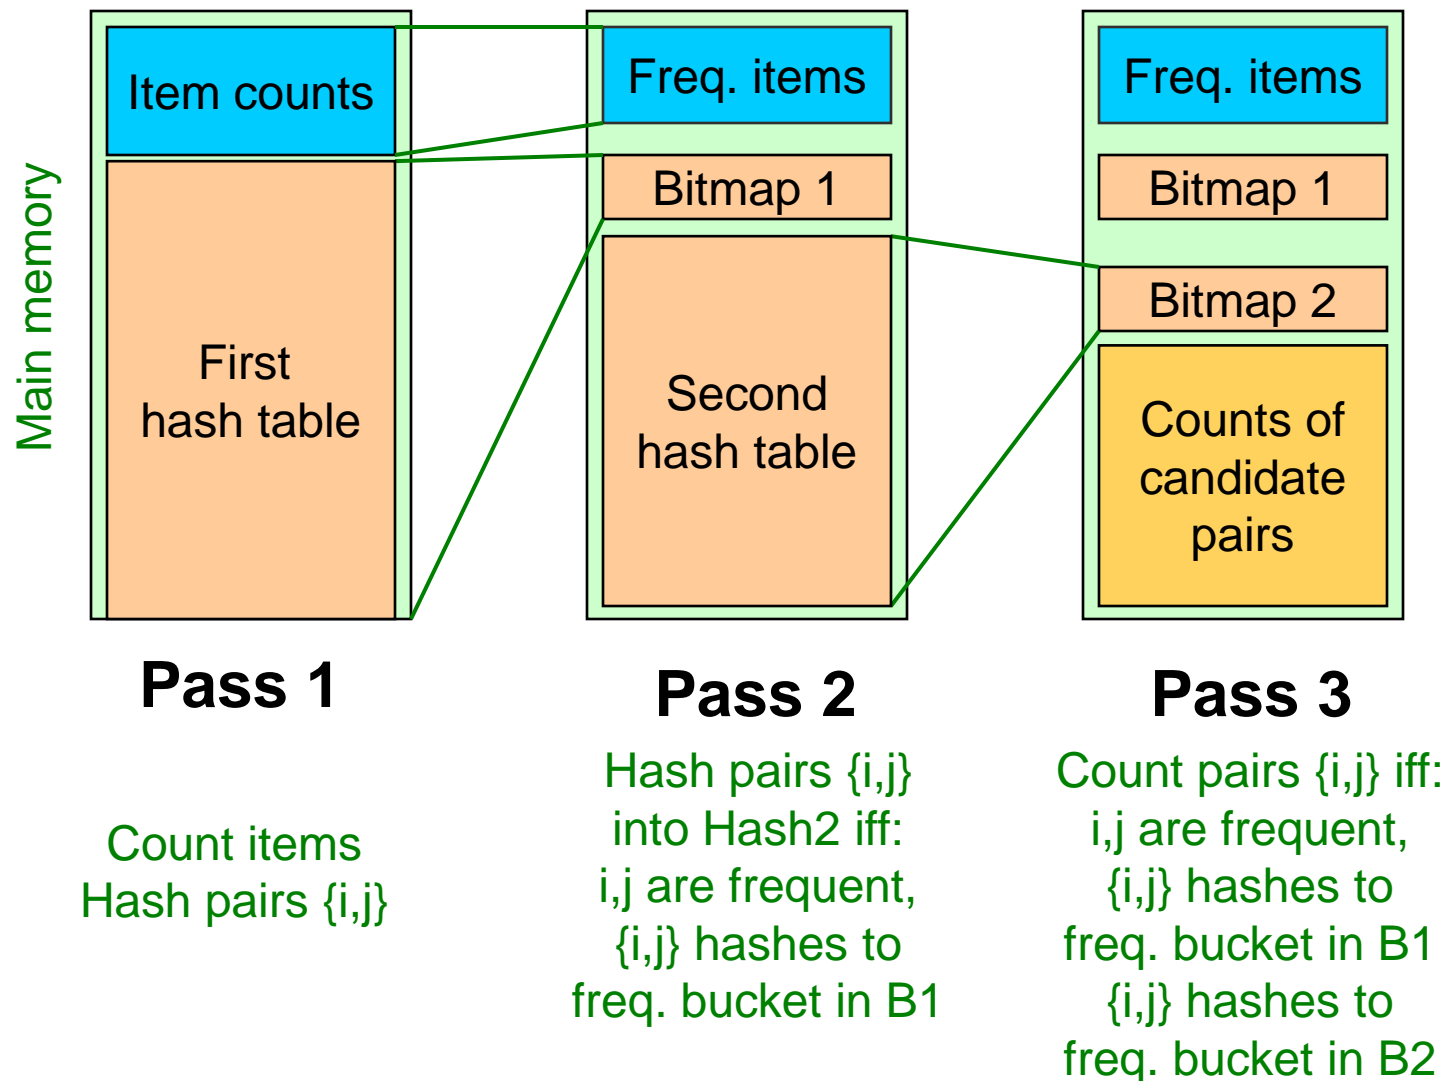 Main memory
Item counts
First
hash table
Pass 1
Count items
Hash pairs {i,j}
Freq. items
Bitmap 1
Second
hash table
Pass 2
Hash pairs {i,j}
into Hash2 iff:
i,j are frequent,
{i,j} hashes to
freq. bucket in B1
Freq. items
Bitmap 1
Bitmap 2
Counts of
candidate
pairs
Pass 3
Count pairs {i,j} iff:
i,j are frequent,
{i,j} hashes to
freq. bucket in B1
{i,j} hashes to
freq. bucket in B2